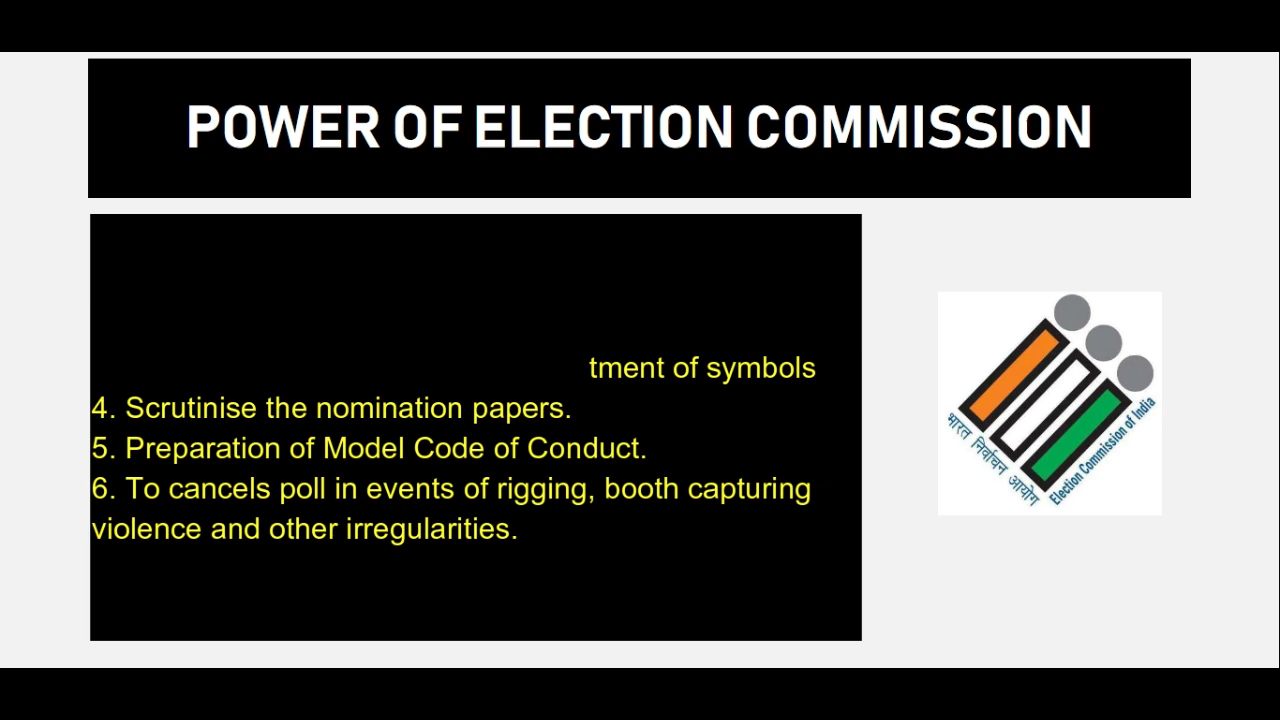 POWER OF ELECTION COMMISSION
tment of symbols
4. Scrutinise the nomination papers.
5. Preparation of Model Code of Conduct.
6. To cancels poll in events of rigging, booth capturing
violence and other irregularities.
भारत निर्वाचन आयोग
Election Commission of India